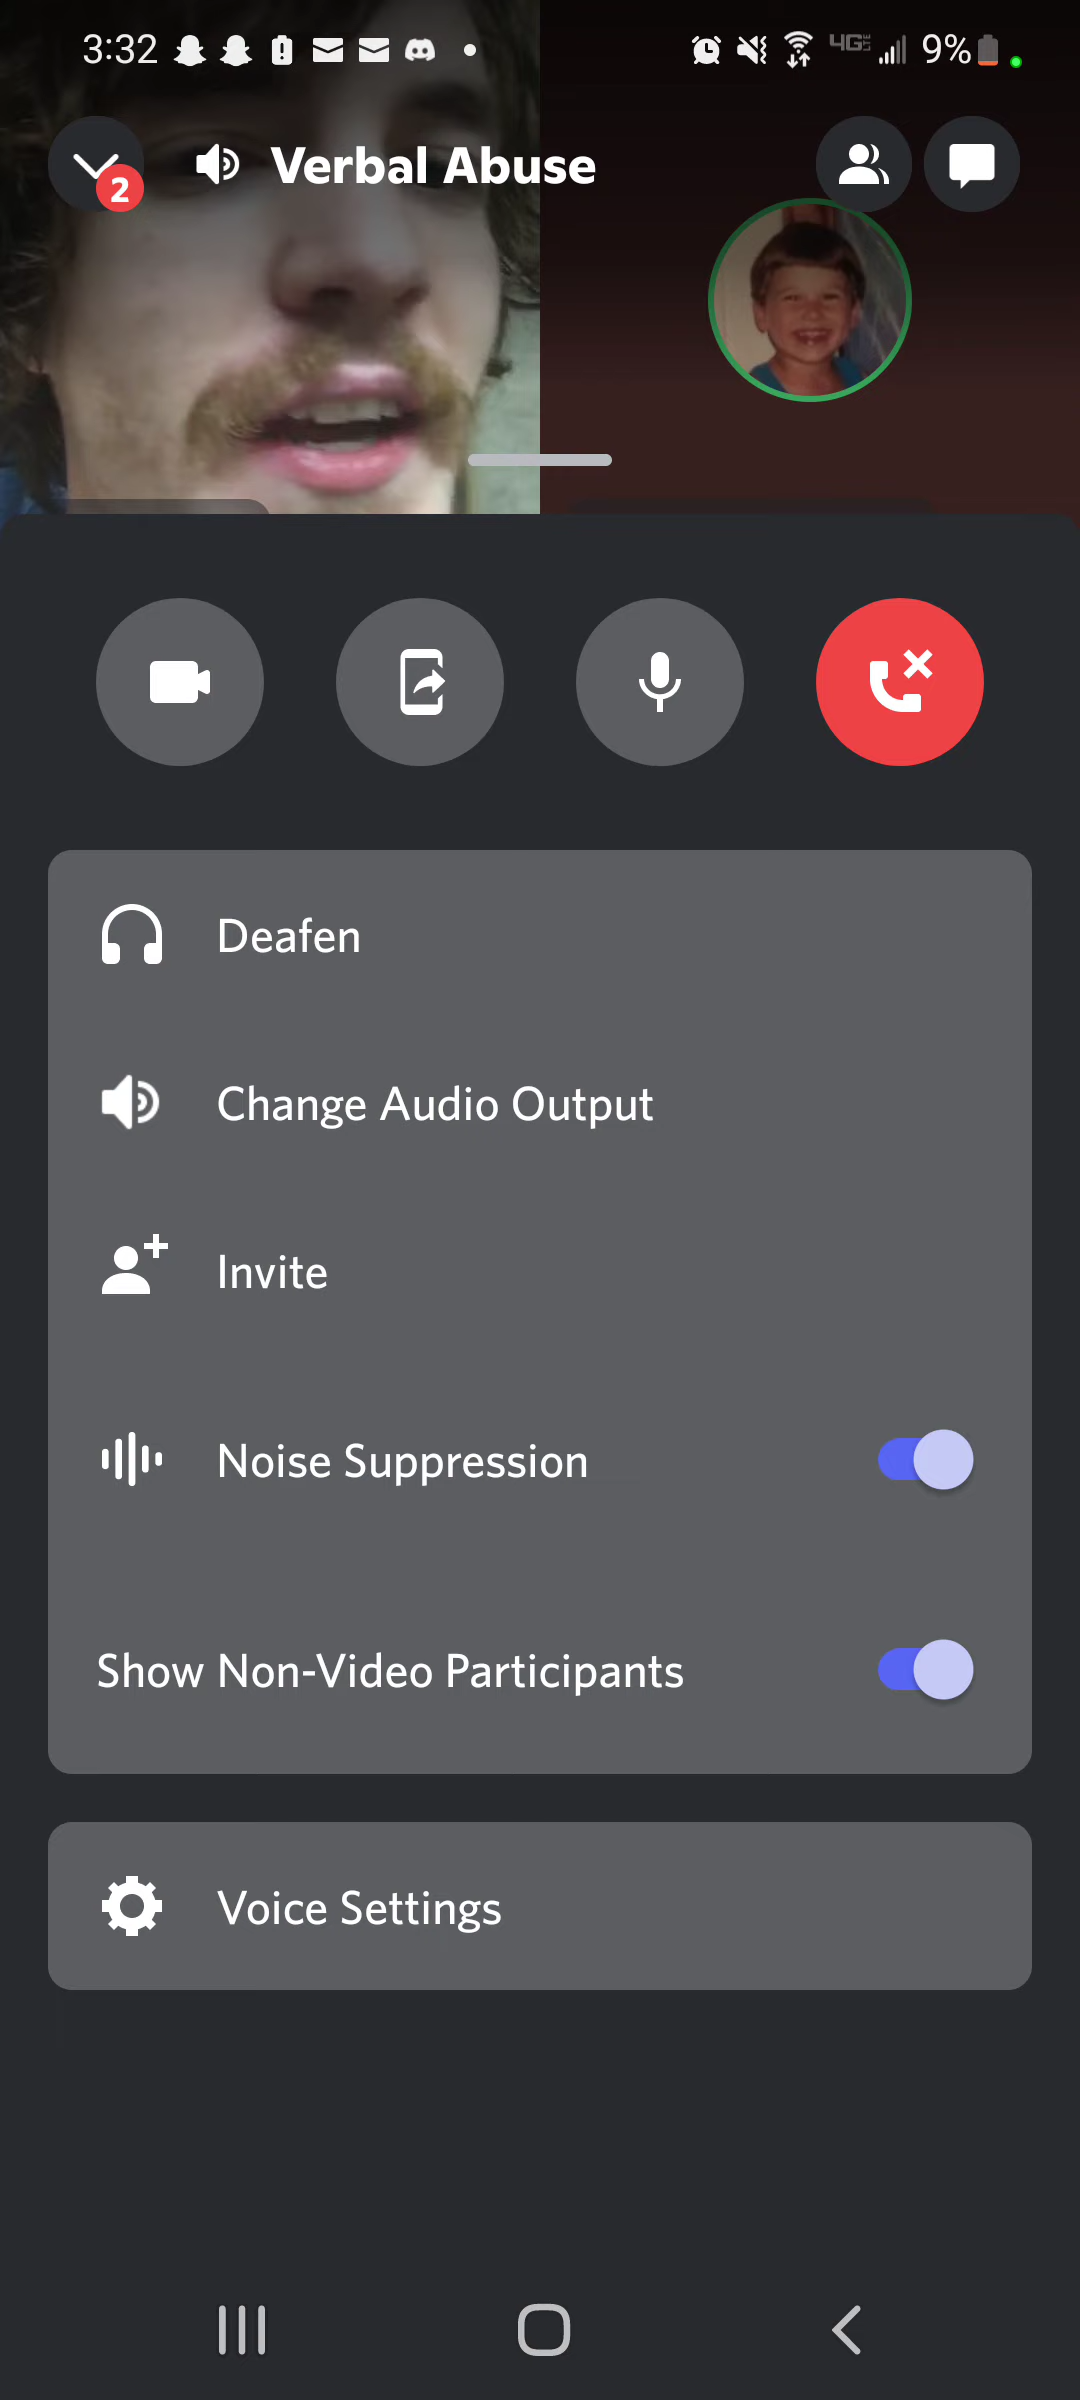 3:32 4GLTE 9%
2 Verbal Abuse
Deafen
Change Audio Output
Invite
Noise Suppression
Show Non-Video Participants
Voice Settings